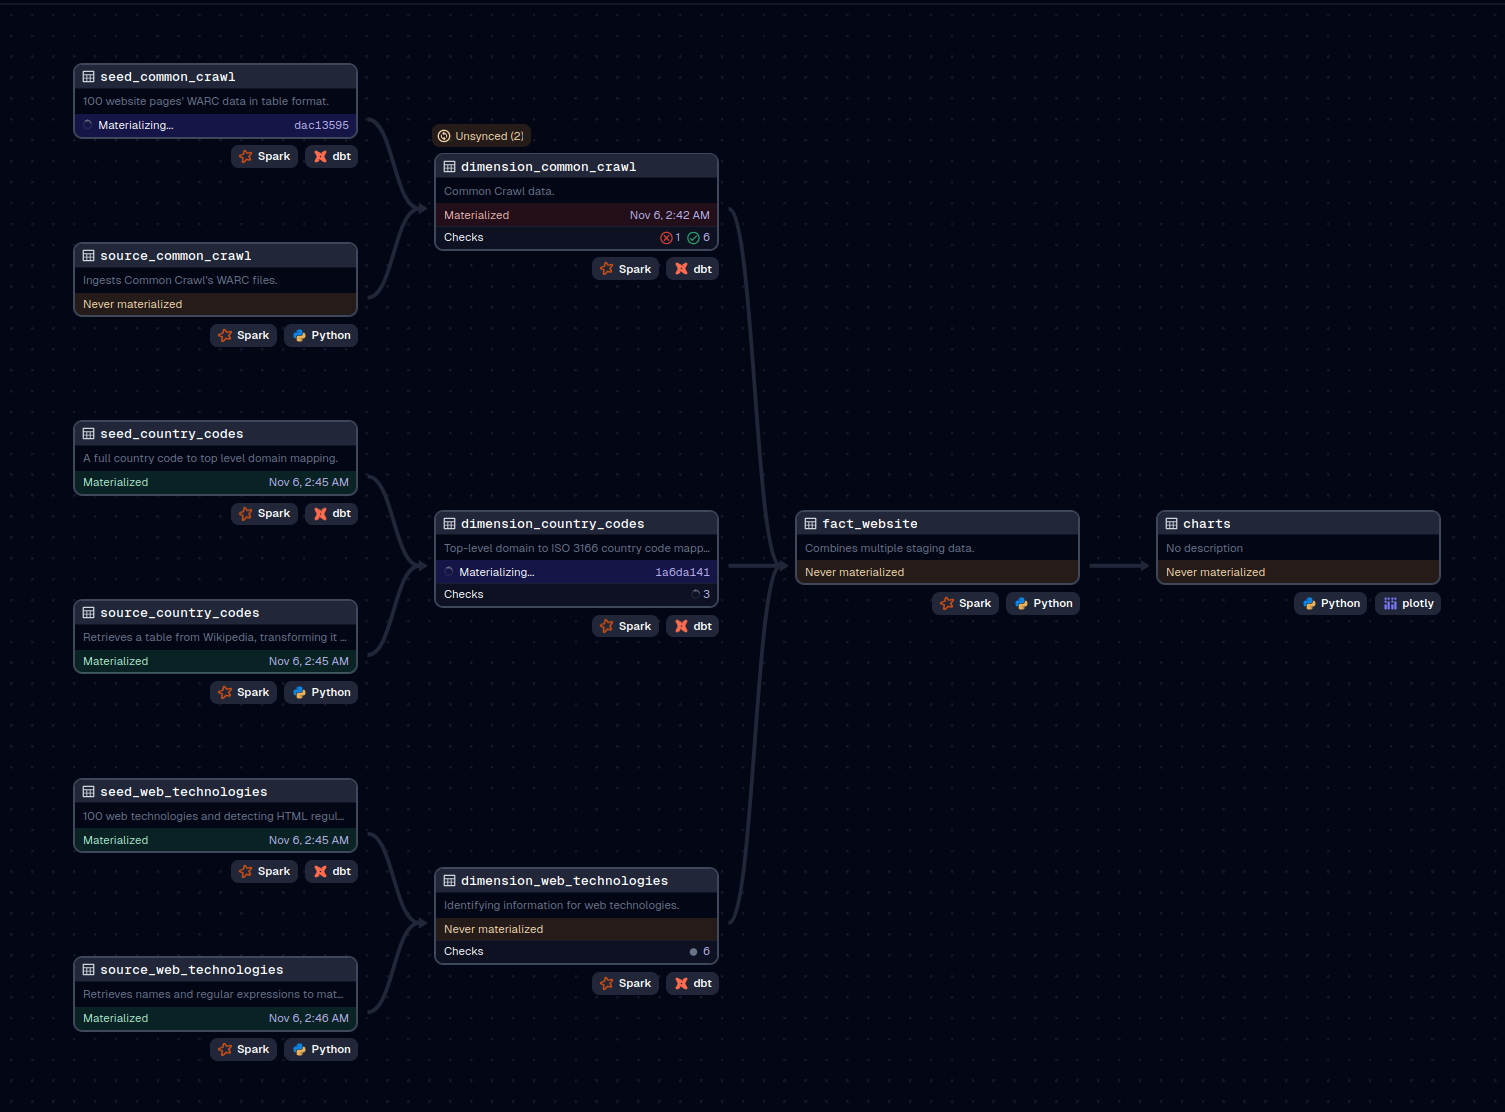 seed_common_crawl
100 website pages' WARC data in table format.
Materializing... dac13595
Spark dbt
source_common_crawl
Ingests Common Crawl's WARC files.
Never materialized
Spark Python
Unsynced (2)
dimension_common_crawl
Common Crawl data.
Materialized Nov 6, 2:42 AM
Checks 1 6
Spark dbt
seed_country_codes
A full country code to top level domain mapping.
Materialized Nov 6, 2:45 AM
Spark dbt
source_country_codes
Retrieves a table from Wikipedia, transforming it ...
Materialized Nov 6, 2:45 AM
Spark Python
dimension_country_codes
Top-level domain to ISO 3166 country code mapp...
Materializing... 1a6da141
Checks 3
Spark dbt
fact_website
Combines multiple staging data.
Never materialized
Spark Python
charts
No description
Never materialized
Python plotly
seed_web_technologies
100 web technologies and detecting HTML regul...
Materialized Nov 6, 2:45 AM
Spark dbt
source_web_technologies
Retrieves names and regular expressions to mat...
Materialized Nov 6, 2:46 AM
Spark Python
dimension_web_technologies
Identifying information for web technologies.
Never materialized
Checks 6
Spark dbt